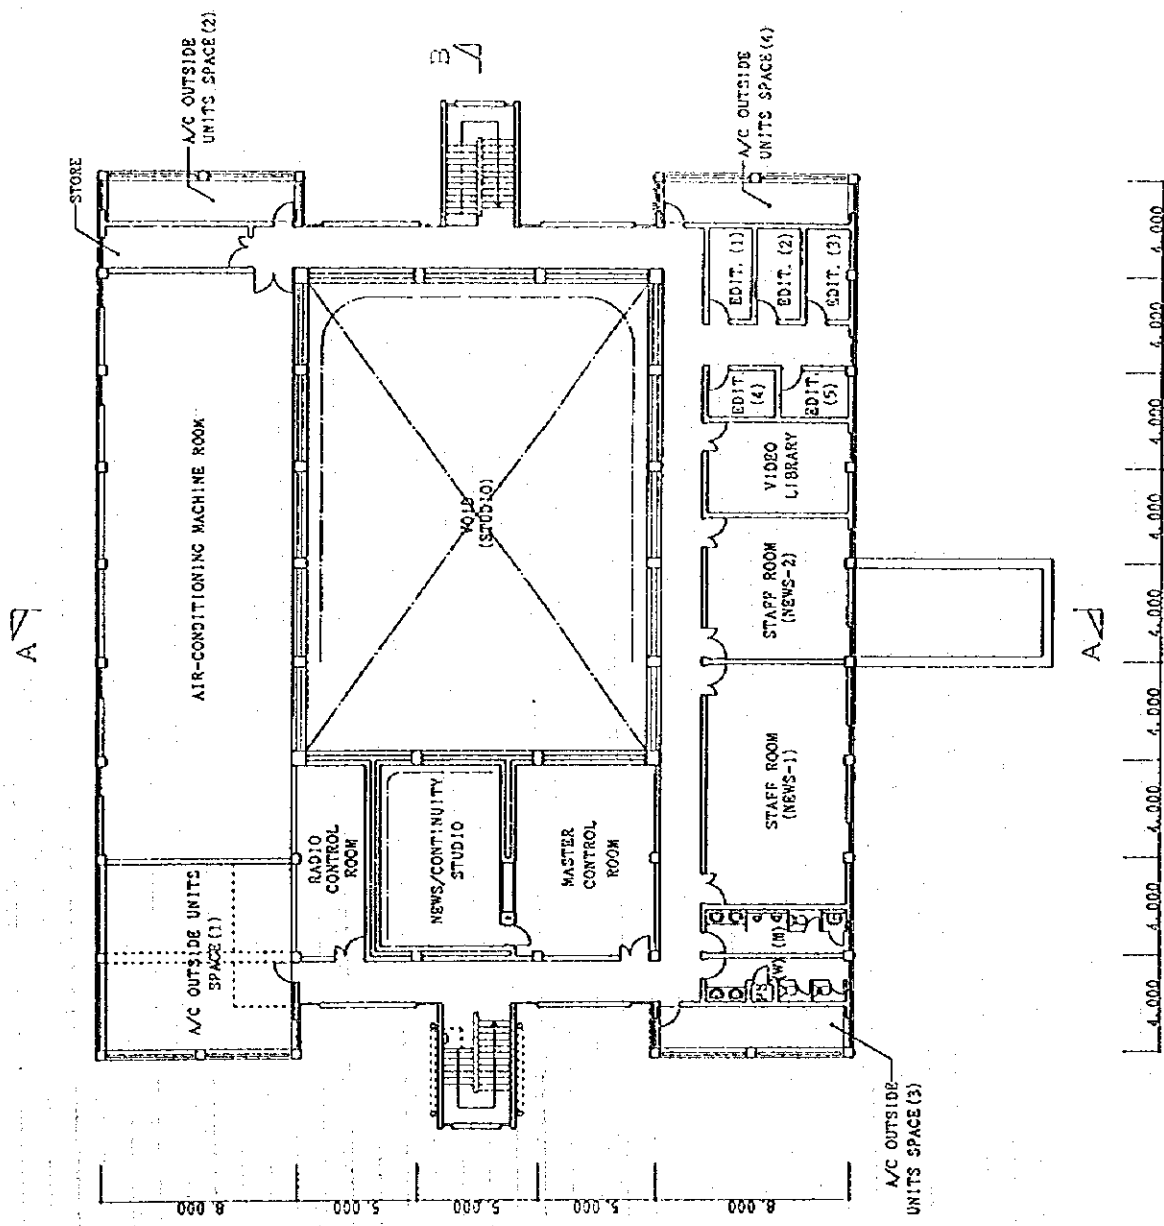 STORE
A/C OUTSIDE
UNITS SPACE(2)
B
A/C OUTSIDE
UNITS SPACE(4)
AIR-CONDITIONING MACHINE ROOM
A
VOID
(STUDIO)
EDIT. (1)
EDIT. (2)
EDIT. (3)
EDIT.
(4)
EDIT.
(5)
VIDEO
LIBRARY
STAFF ROOM
(NEWS-2)
STAFF ROOM
(NEWS-1)
A
A/C OUTSIDE UNITS
SPACE(1)
RADIO
CONTROL
ROOM
NEWS/CONTINUITY
STUDIO
MASTER
CONTROL
ROOM
(M)
(W)
PS
A/C OUTSIDE
UNITS SPACE(3)
4.000
4.000
4.000
4.000
4.000
4.000
4.000
4.000
4.000
8.000
5.000
5.000
5.000
8.000